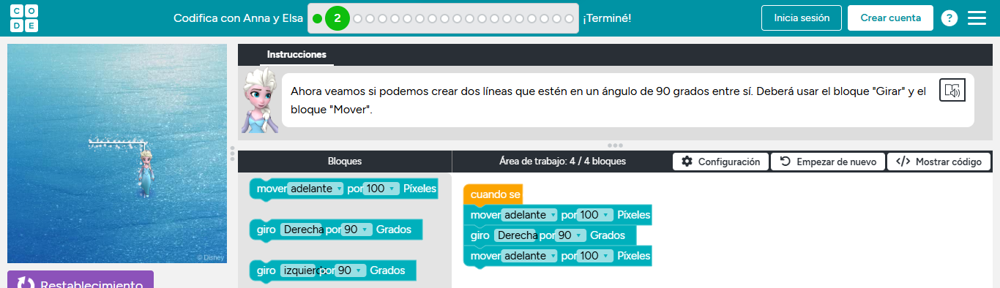 C O
D E
Codifica con Anna y Elsa
2
¡Terminé!
Inicia sesión
Crear cuenta
?
Instrucciones
Ahora veamos si podemos crear dos líneas que estén en un ángulo de 90 grados entre sí. Deberá usar el bloque "Girar" y el
bloque "Mover".
Bloques
Área de trabajo: 4 / 4 bloques
Configuración
Empezar de nuevo
</> Mostrar código
mover adelante por 100 Píxeles
giro Derecha por 90 Grados
giro izquierda por 90 Grados
cuando se
mover adelante por 100 Píxeles
giro Derecha por 90 Grados
mover adelante por 100 Píxeles
© Disney
Restablecimiento